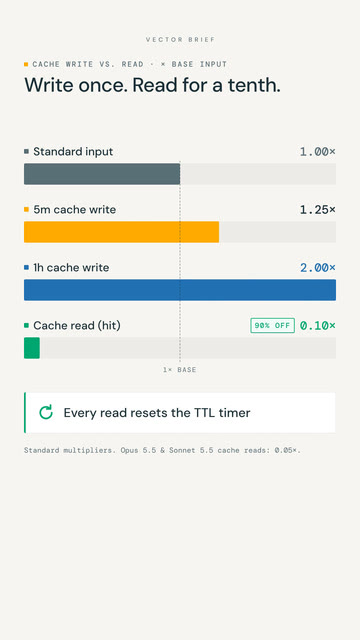 VECTOR BRIEF
CACHE WRITE VS. READ · × BASE INPUT
Write once. Read for a tenth.
Standard input 1.00×
5m cache write 1.25×
1h cache write 2.00×
Cache read (hit) 90% OFF 0.10×
1× BASE
Every read resets the TTL timer
Standard multipliers. Opus 5.5 & Sonnet 5.5 cache reads: 0.05×.